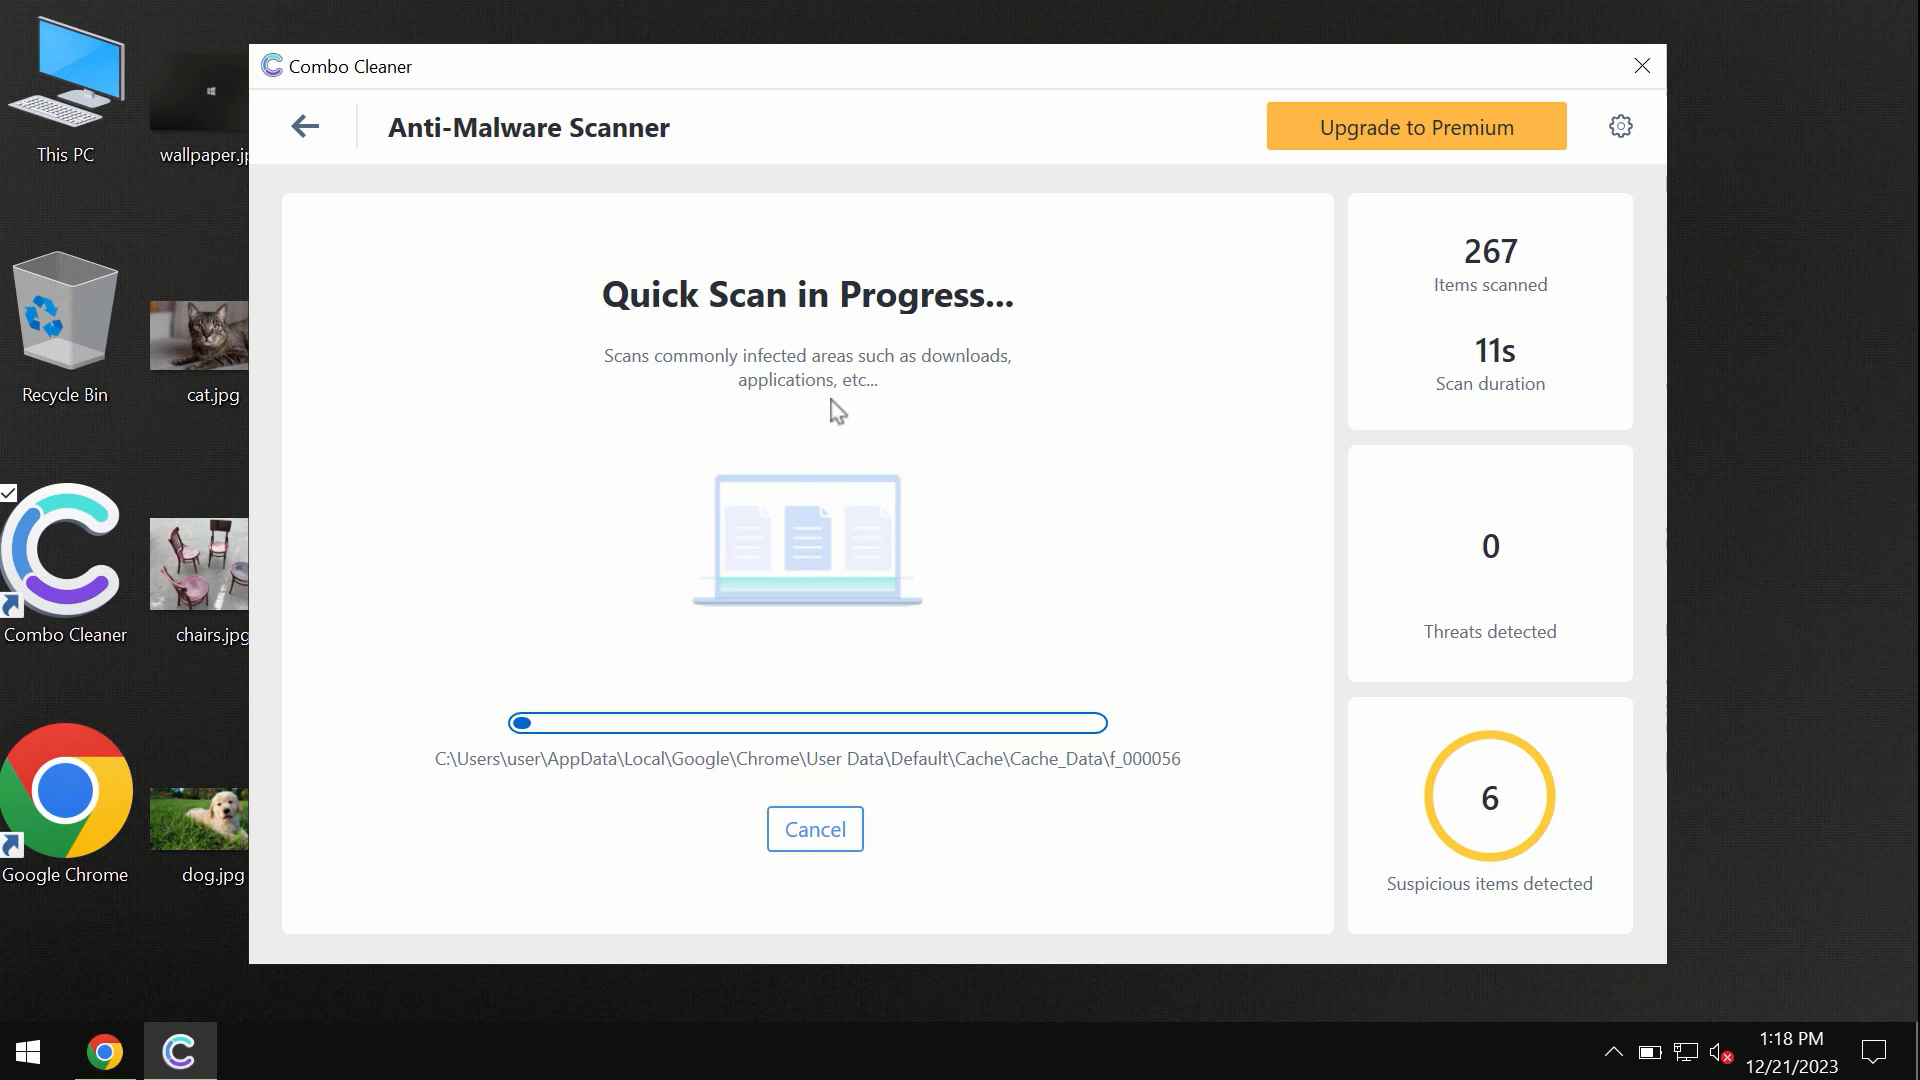 Combo Cleaner
Anti-Malware Scanner
Upgrade to Premium
Quick Scan in Progress...
Scans commonly infected areas such as downloads,
applications, etc...
C:\Users\user\AppData\Local\Google\Chrome\User Data\Default\Cache\Cache_Data\f_000056
Cancel
267
Items scanned
11s
Scan duration
0
Threats detected
6
Suspicious items detected
This PC
wallpaper.jp
Recycle Bin
cat.jpg
Combo Cleaner
chairs.jpg
Google Chrome
dog.jpg
1:18 PM
12/21/2023